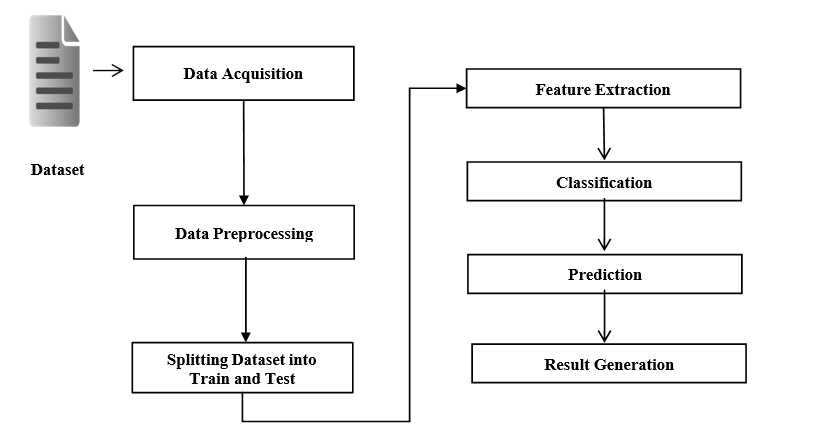 Dataset
Data Acquisition
Data Preprocessing
Splitting Dataset into
Train and Test
Feature Extraction
Classification
Prediction
Result Generation